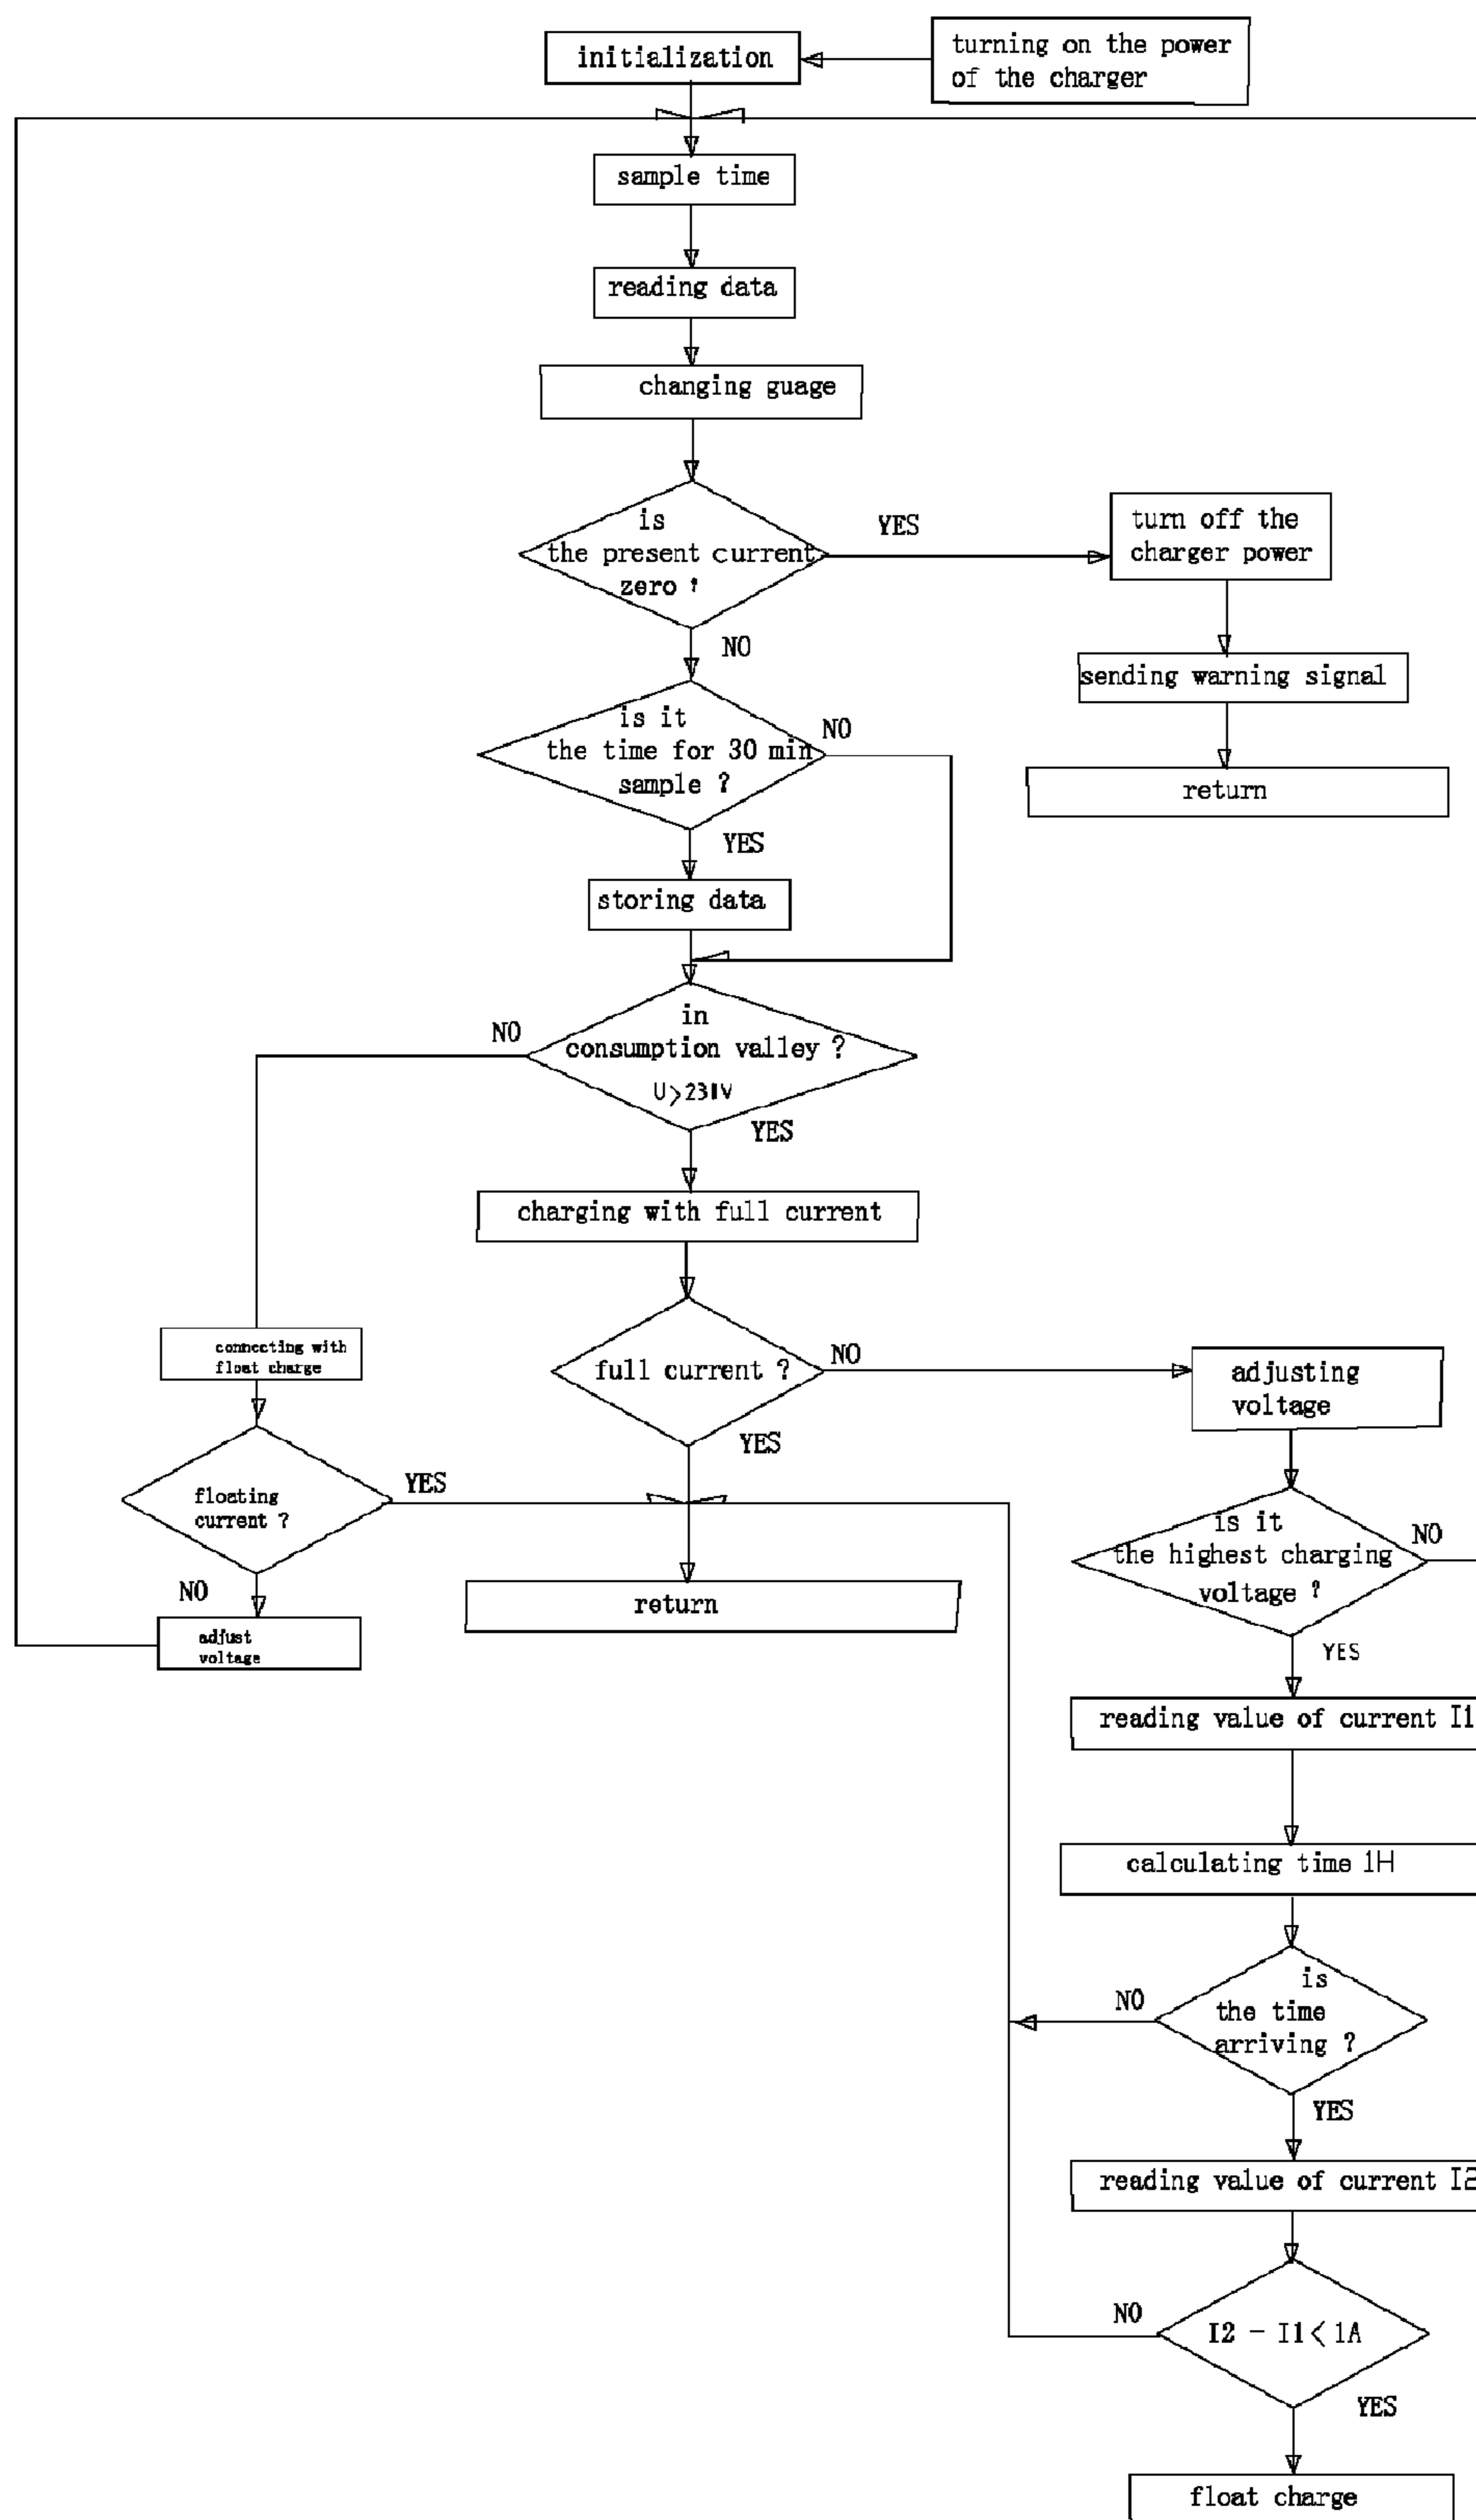 initialization
turning on the power
of the charger
sample time
reading data
changing guage
is
the present current
zero ?
YES
turn off the
charger power
NO
sending warning signal
is it
the time for 30 min
sample ?
NO
return
YES
storing data
in
consumption valley ?
NO
YES
charging with full current
connecting with
float charge
full current ?
NO
adjusting
voltage
YES
floating
current ?
YES
is it
the highest charging
voltage ?
NO
NO
return
adjust
voltage
YES
reading value of current I1
calculating time 1H
is
the time
arriving ?
NO
YES
reading value of current I2
NO
I2 - I1 < 1A
YES
float charge